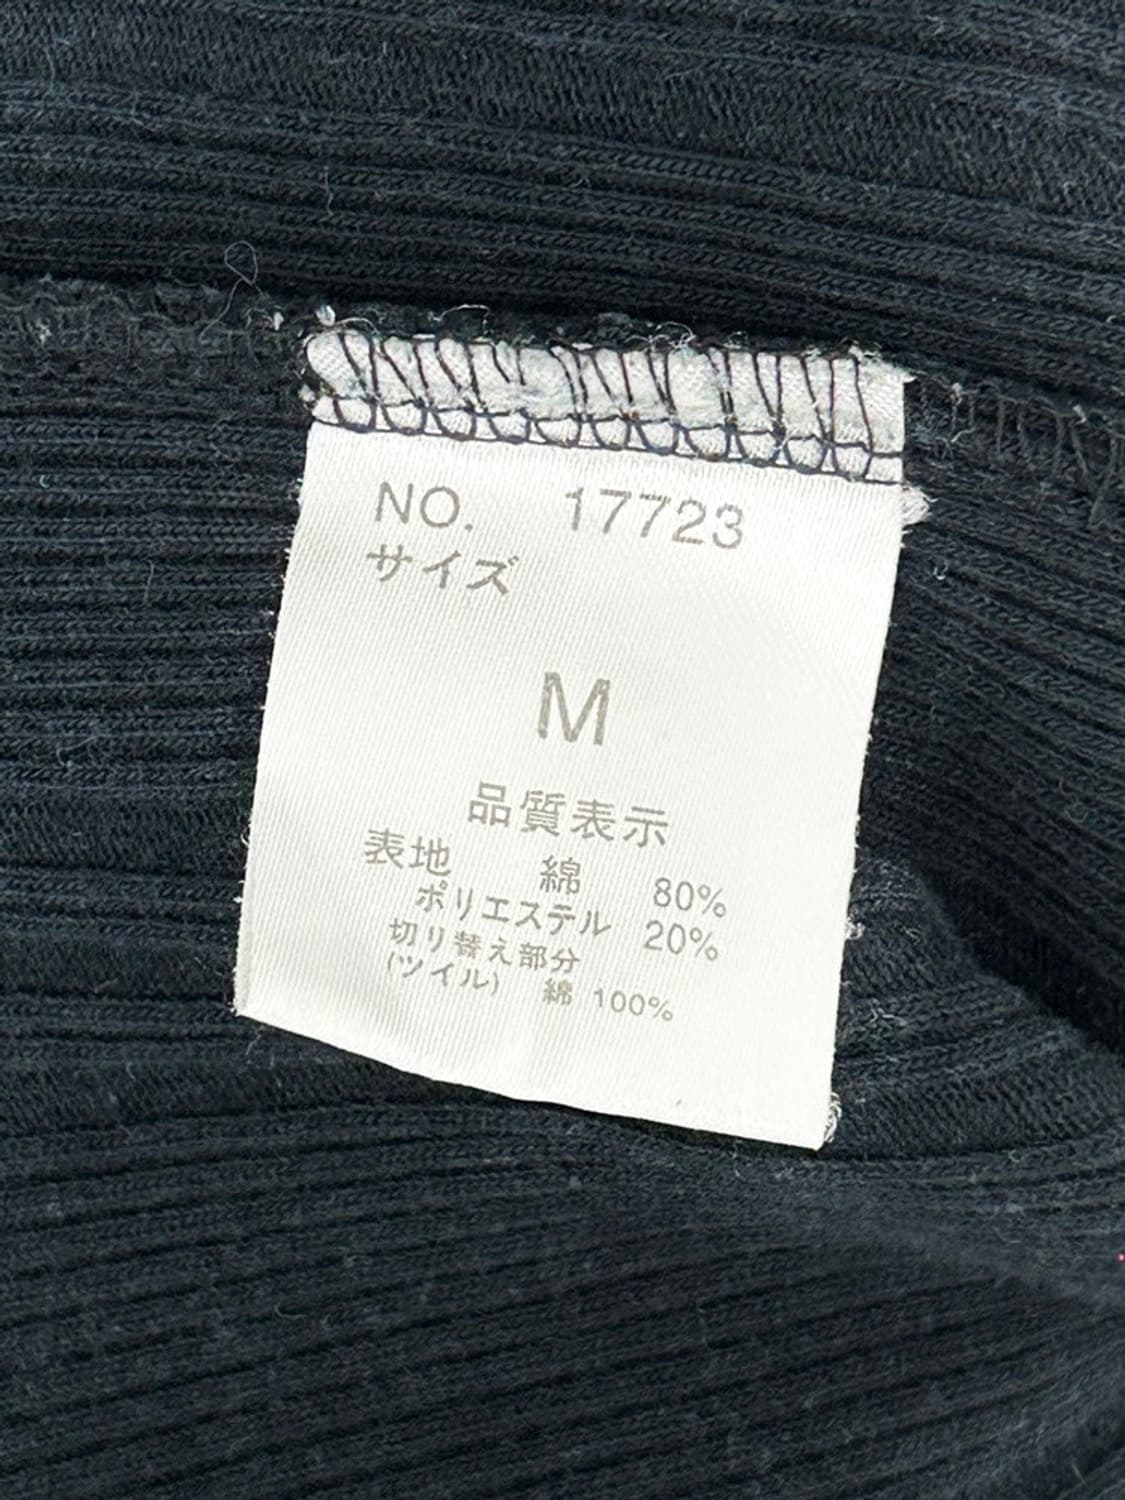 NO. 17723
サイズ
M
品質表示
表地 綿 80%
ポリエステル 20%
切り替え部分
(ツイル) 綿 100%